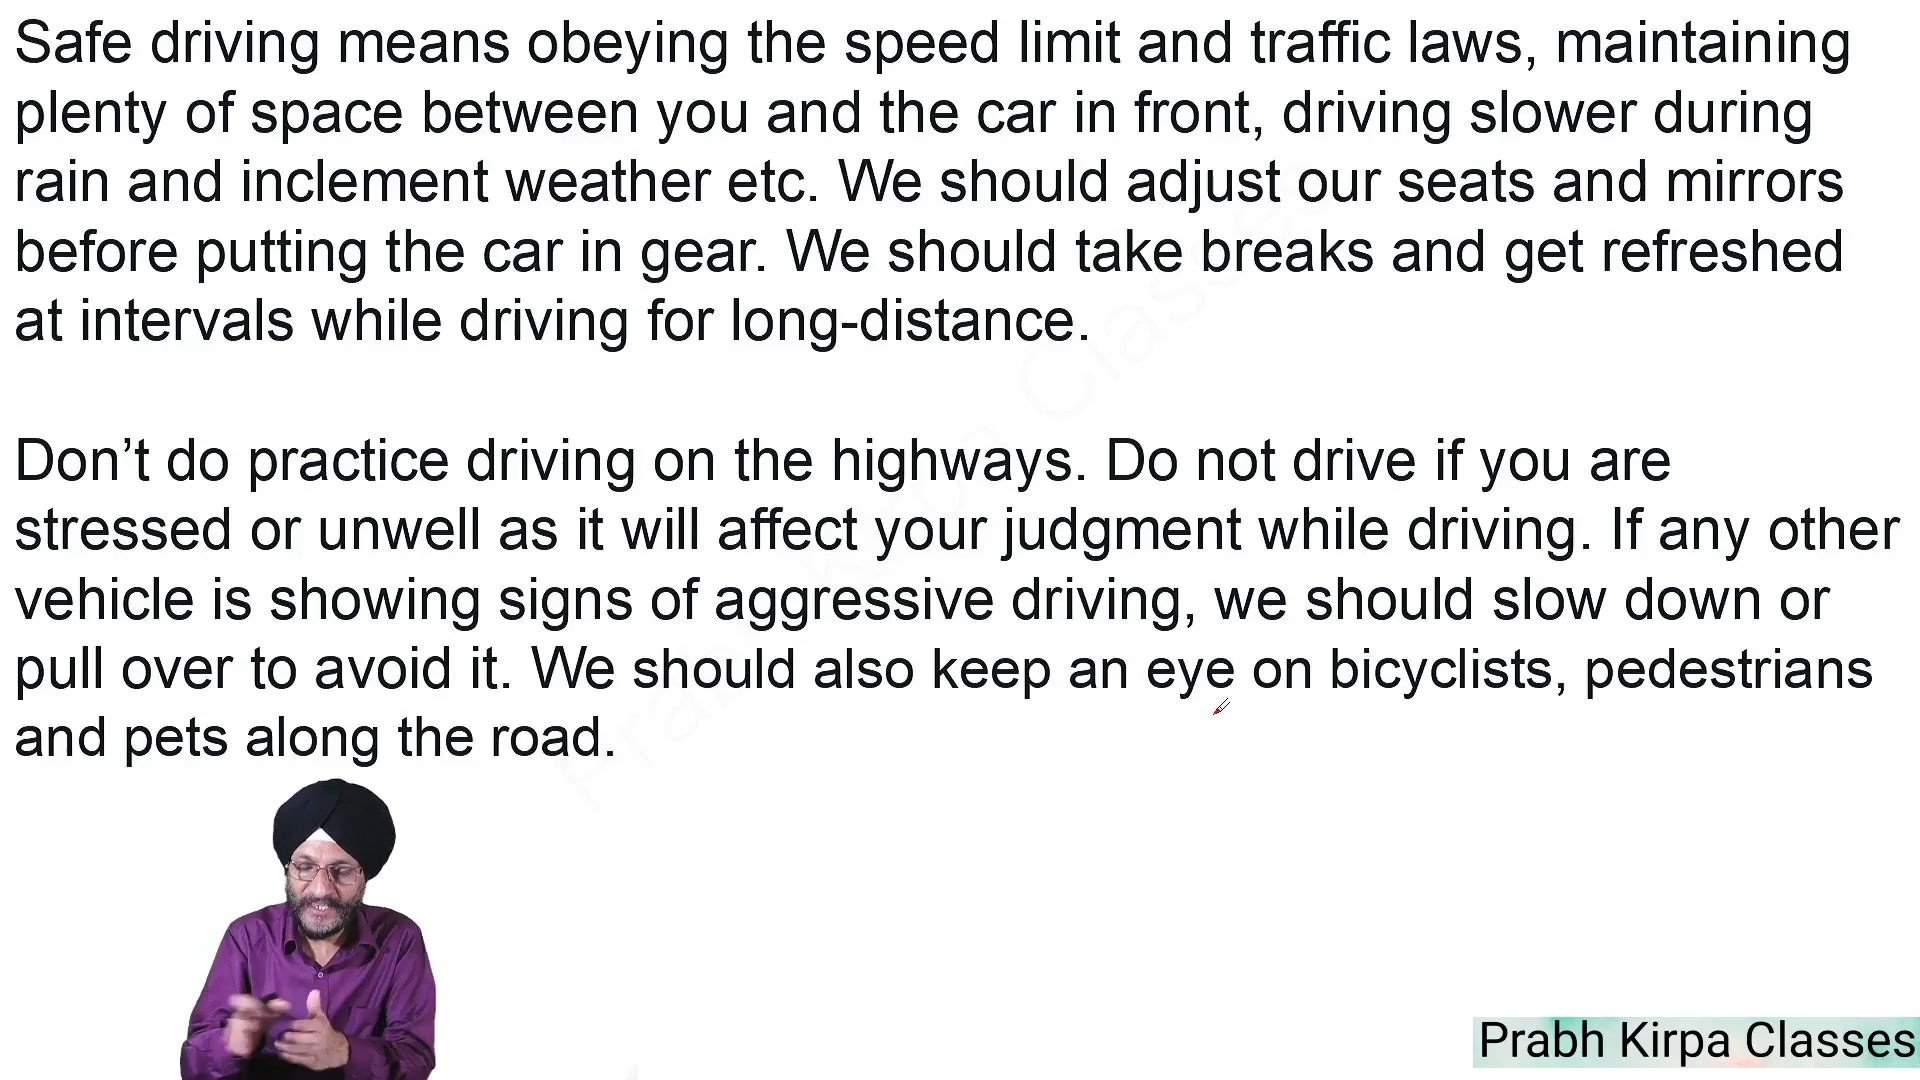 Safe driving means obeying the speed limit and traffic laws, maintaining
plenty of space between you and the car in front, driving slower during
rain and inclement weather etc. We should adjust our seats and mirrors
before putting the car in gear. We should take breaks and get refreshed
at intervals while driving for long-distance.
Don’t do practice driving on the highways. Do not drive if you are
stressed or unwell as it will affect your judgment while driving. If any other
vehicle is showing signs of aggressive driving, we should slow down or
pull over to avoid it. We should also keep an eye on bicyclists, pedestrians
and pets along the road.
Prabh Kirpa Classes
Prabh Kirpa Classes